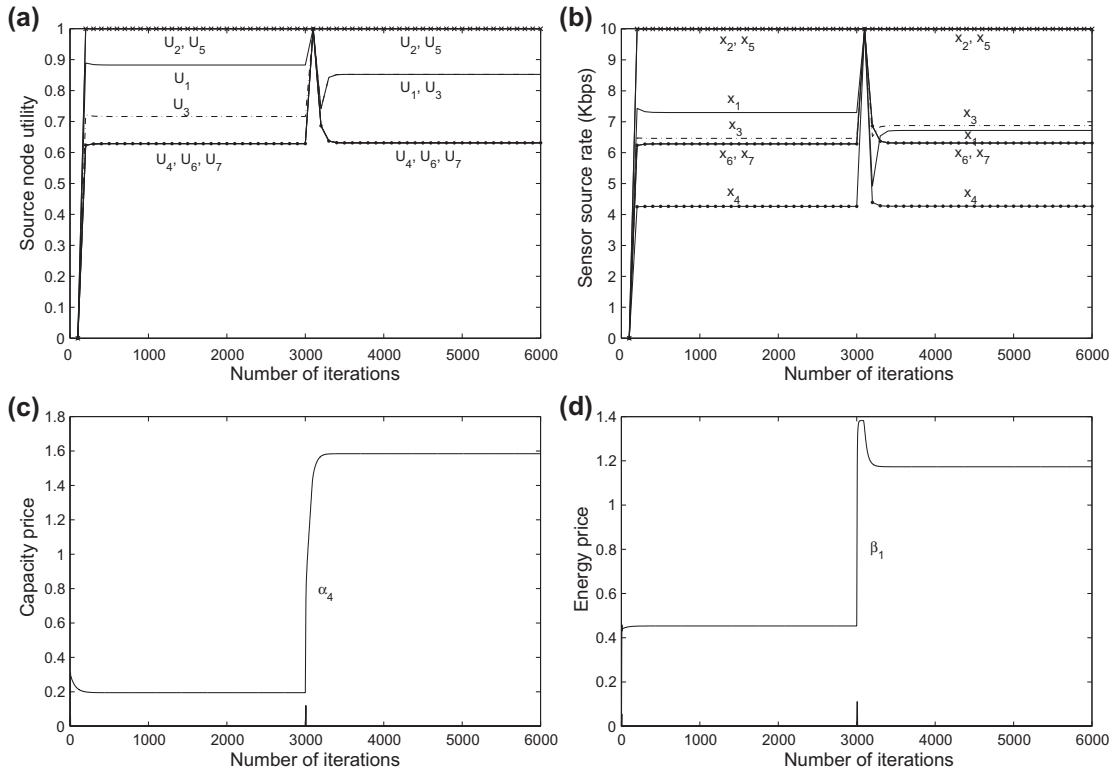 (a)
1
0.9
0.8
0.7
0.6
0.5
0.4
0.3
0.2
0.1
0
Source node utility
U2, U5
U1
U3
U4, U6, U7
U2, U5
U1, U3
U4, U6, U7
0 1000 2000 3000 4000 5000 6000
Number of iterations
(b)
10
9
8
7
6
5
4
3
2
1
0
Sensor source rate (Kbps)
x2, x5
x1
x3
x6, x7
x4
x2, x5
x3
x1
x6, x7
x4
0 1000 2000 3000 4000 5000 6000
Number of iterations
(c)
1.8
1.6
1.4
1.2
1
0.8
0.6
0.4
0.2
0
Capacity price
α4
0 1000 2000 3000 4000 5000 6000
Number of iterations
(d)
1.4
1.2
1
0.8
0.6
0.4
0.2
0
Energy price
β1
0 1000 2000 3000 4000 5000 6000
Number of iterations